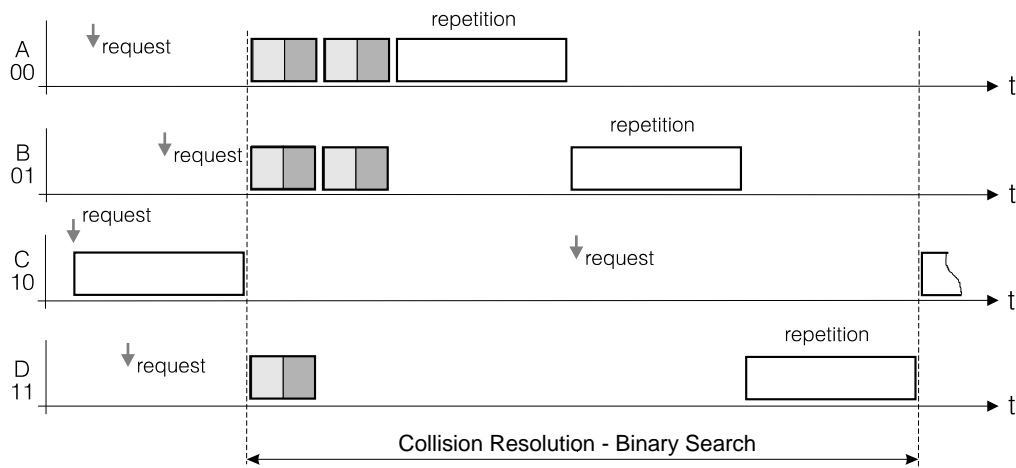 repetition
A
00
request
t
repetition
B
01
request
t
request
C
10
request
t
repetition
D
11
request
t
Collision Resolution - Binary Search